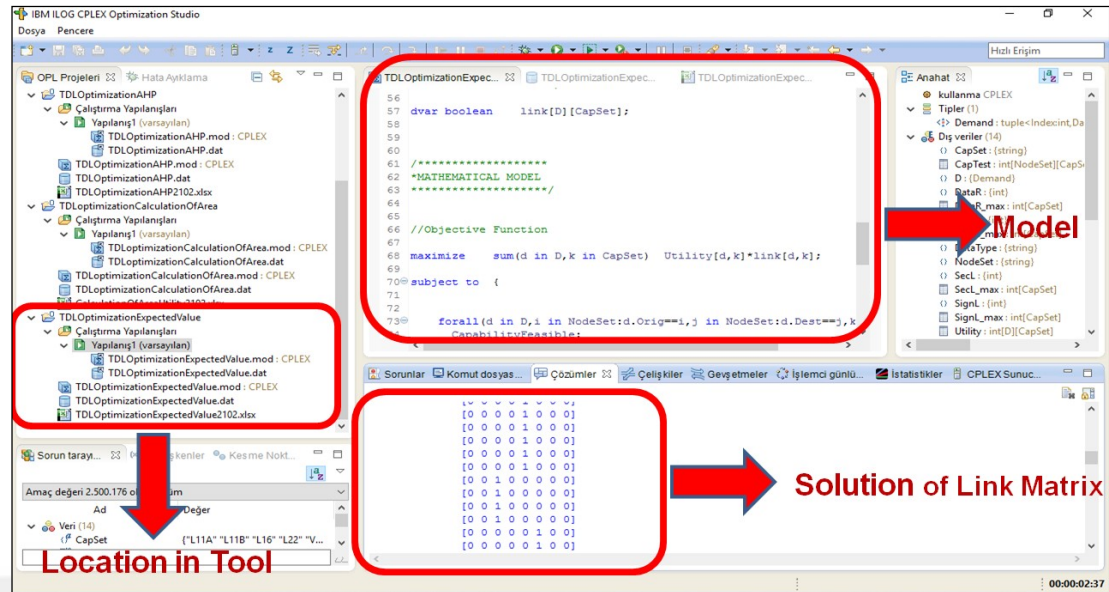 IBM ILOG CPLEX Optimization Studio
Dosya Pencere
Hızlı Erişim
OPL Projeleri Hata Ayıklama
TDLOptimizationAHP
Çalıştırma Yapılanışları
Yapılanış1 (varsayılan)
TDLOptimizationAHP.mod : CPLEX
TDLOptimizationAHP.dat
TDLOptimizationAHP.mod : CPLEX
TDLOptimizationAHP.dat
TDLOptimizationAHP2102.xlsx
TDLoptimizationCalculationOfArea
Çalıştırma Yapılanışları
Yapılanış1 (varsayılan)
TDLoptimizationCalculationOfArea.mod : CPLEX
TDLoptimizationCalculationOfArea.dat
TDLoptimizationCalculationOfArea.mod : CPLEX
TDLoptimizationCalculationOfArea.dat
TDLOptimizationExpectedValue
Çalıştırma Yapılanışları
Yapılanış1 (varsayılan)
TDLOptimizationExpectedValue.mod : CPLEX
TDLOptimizationExpectedValue.dat
TDLOptimizationExpectedValue.mod : CPLEX
TDLOptimizationExpectedValue.dat
TDLOptimizationExpectedValue2102.xlsx
TDLOptimizationExpec... TDLOptimizationExpec... TDLOptimizationExpec...
56
57 dvar boolean link[D][CapSet];
58
59
60
61 /*******************
62 *MATHEMATICAL MODEL
63 ********************/
64
65
66 //Objective Function
67
68 maximize sum(d in D,k in CapSet) Utility[d,k]*link[d,k];
69
70 subject to {
71
72
73 forall(d in D,i in NodeSet:d.Orig==i,j in NodeSet:d.Dest==j,k
CapabilityFeasible:
Anahat
kullanma CPLEX
Tipler (1)
Demand : tuple<Index:int,Da
Dış veriler (14)
CapSet : {string}
CapTest : int[NodeSet][CapS
D : {Demand}
DataR : {int}
R_max : int[CapSet]
DataType : {string}
NodeSet : {string}
SecL : {int}
SecL_max : int[CapSet]
SignL : {int}
SignL_max : int[CapSet]
Utility : int[D][CapSet]
Model
Sorunlar Komut dosyas... Çözümler Çelişkiler Gevşetmeler İşlemci günlü... İstatistikler CPLEX Sunuc...
[0 0 0 0 1 0 0 0]
[0 0 0 0 1 0 0 0]
[0 0 0 0 1 0 0 0]
[0 0 0 0 1 0 0 0]
[0 0 0 0 1 0 0 0]
[0 0 1 0 0 0 0 0]
[0 0 1 0 0 0 0 0]
[0 0 0 0 1 0 0 0]
[0 0 1 0 0 0 0 0]
[0 0 1 0 0 0 0 0]
[0 0 0 0 0 1 0 0]
[0 0 0 0 0 1 0 0]
Solution of Link Matrix
Sorun tarayı... Kesme Nokt...
Amaç değeri 2.500.176
Ad Değer
Veri (14)
CapSet {"L11A" "L11B" "L16" "L22" "V...
Location in Tool
00:00:02:37